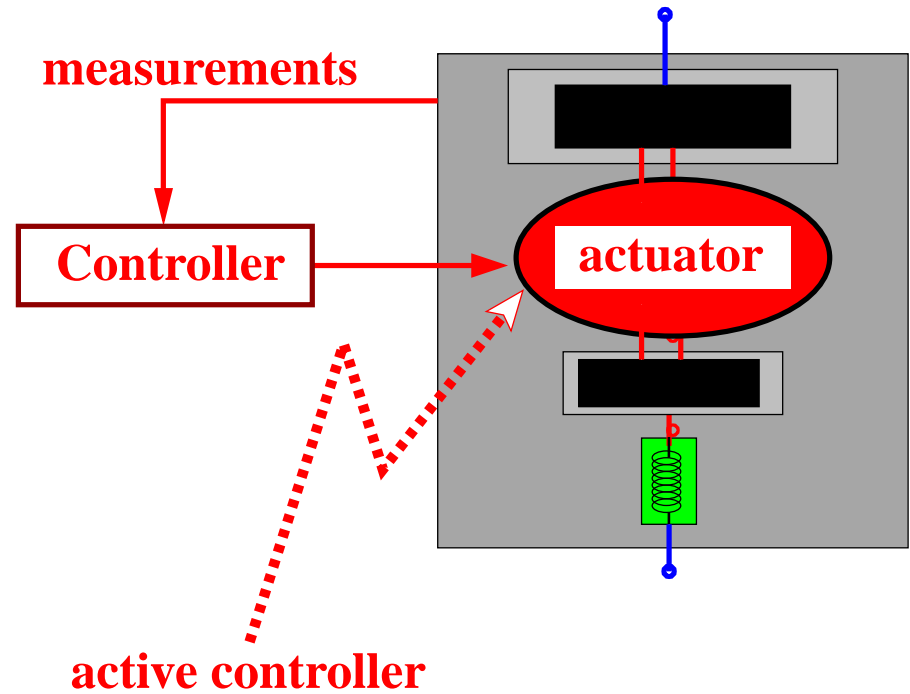 measurements
Controller
actuator
active controller